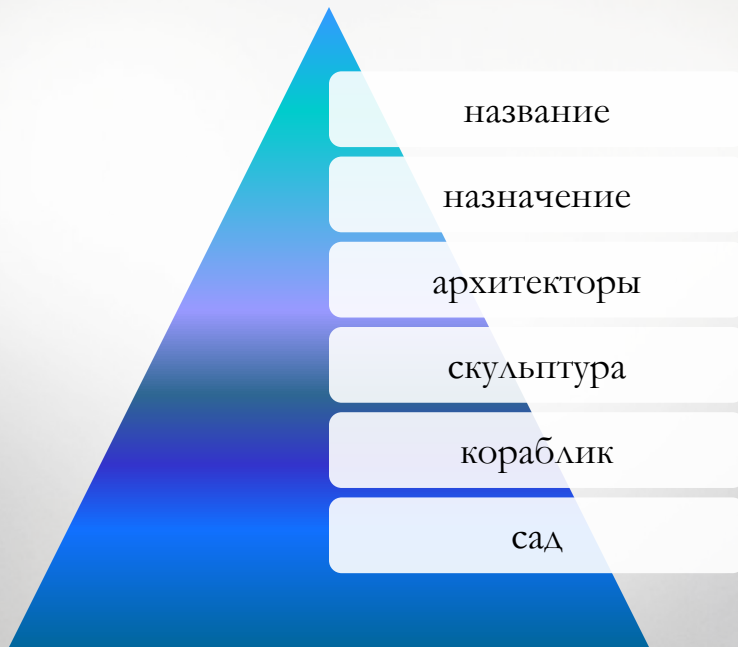 название
назначение
архитекторы
скульптура
кораблик
сад